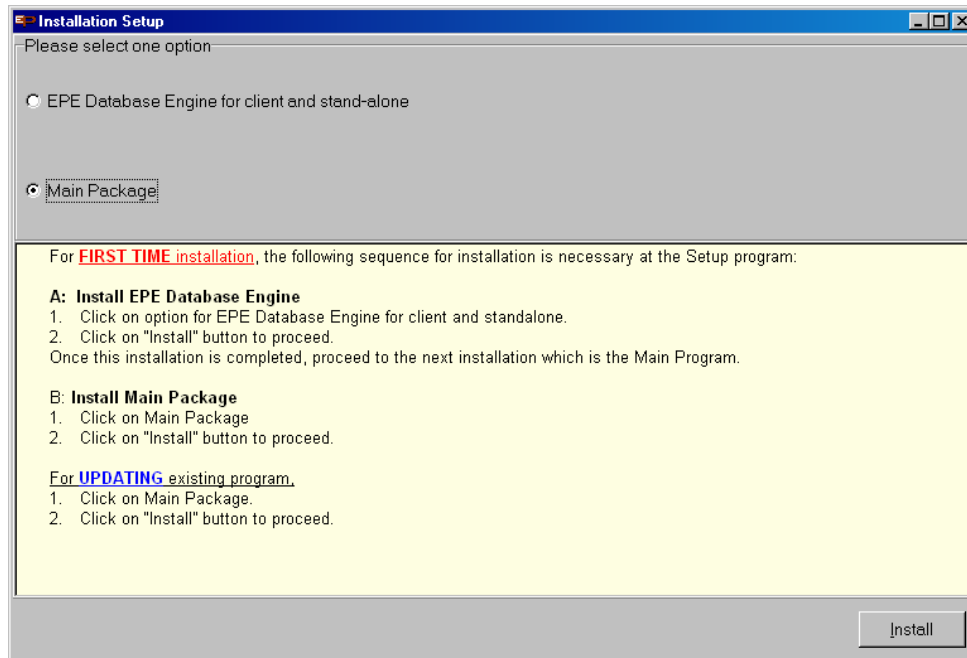 EP Installation Setup
Please select one option
EPE Database Engine for client and stand-alone
Main Package
For FIRST TIME installation, the following sequence for installation is necessary at the Setup program:
A: Install EPE Database Engine
1. Click on option for EPE Database Engine for client and standalone.
2. Click on "Install" button to proceed.
Once this installation is completed, proceed to the next installation which is the Main Program.
B: Install Main Package
1. Click on Main Package
2. Click on "Install" button to proceed.
For UPDATING existing program,
1. Click on Main Package.
2. Click on "Install" button to proceed.
Install